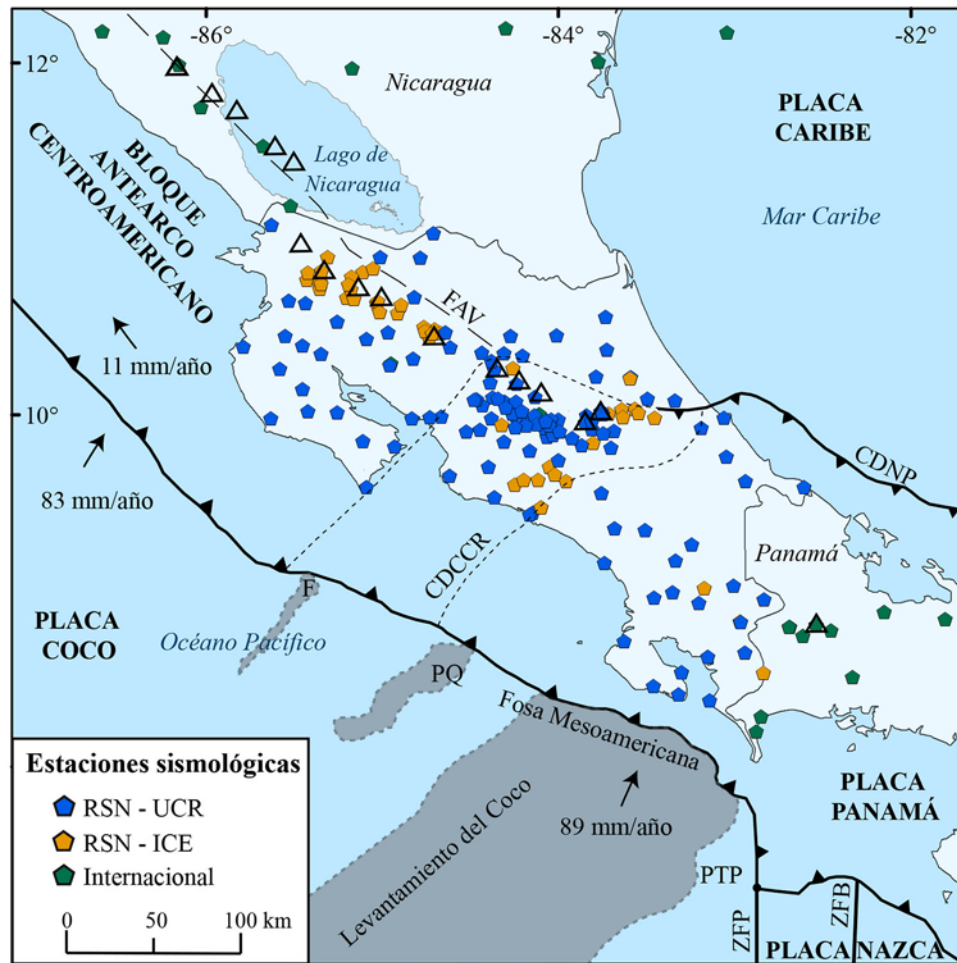 -86°
-84°
-82°
12°
Nicaragua
PLACA
CARIBE
Lago de
Nicaragua
Mar Caribe
BLOQUE
ANTEARCO
CENTROAMERICANO
FAV
11 mm/año
10°
83 mm/año
CDNP
CDCCR
Panamá
F
PLACA
COCO
Océano Pacífico
PQ
Fosa Mesoamericana
PLACA
PANAMÁ
89 mm/año
Levantamiento del Coco
PTP
ZFP
ZFB
PLACA NAZCA
Estaciones sismológicas
RSN - UCR
RSN - ICE
Internacional
0 50 100 km